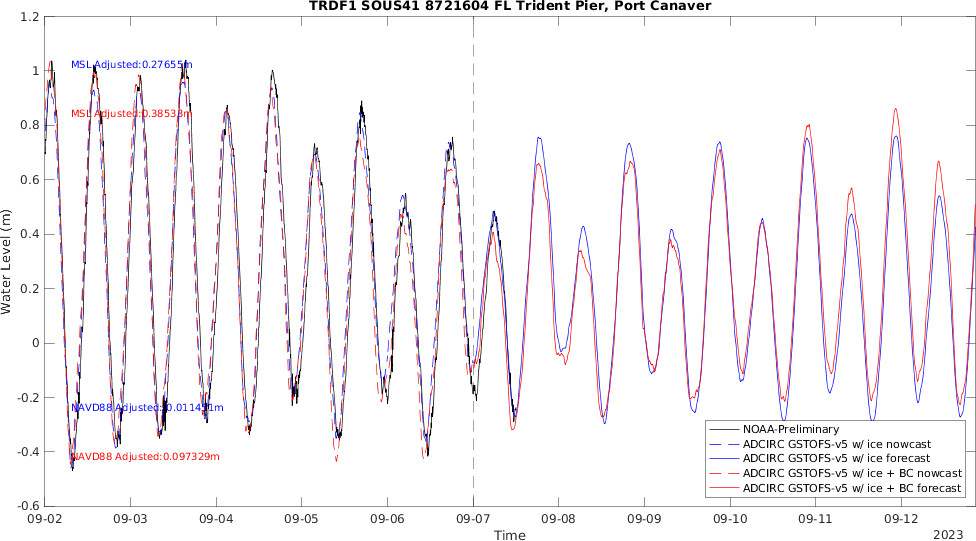 TRDF1 SOUS41 8721604 FL Trident Pier, Port Canaver
Water Level (m)
1.2
1
0.8
0.6
0.4
0.2
0
-0.2
-0.4
-0.6
MSL Adjusted:0.27655m
MSL Adjusted:0.38533m
NAVD88 Adjusted:-0.011451m
NAVD88 Adjusted:0.097329m
NOAA-Preliminary
ADCIRC GSTOFS-v5 w/ ice nowcast
ADCIRC GSTOFS-v5 w/ ice forecast
ADCIRC GSTOFS-v5 w/ ice + BC nowcast
ADCIRC GSTOFS-v5 w/ ice + BC forecast
09-02 09-03 09-04 09-05 09-06 09-07 09-08 09-09 09-10 09-11 09-12
Time
2023